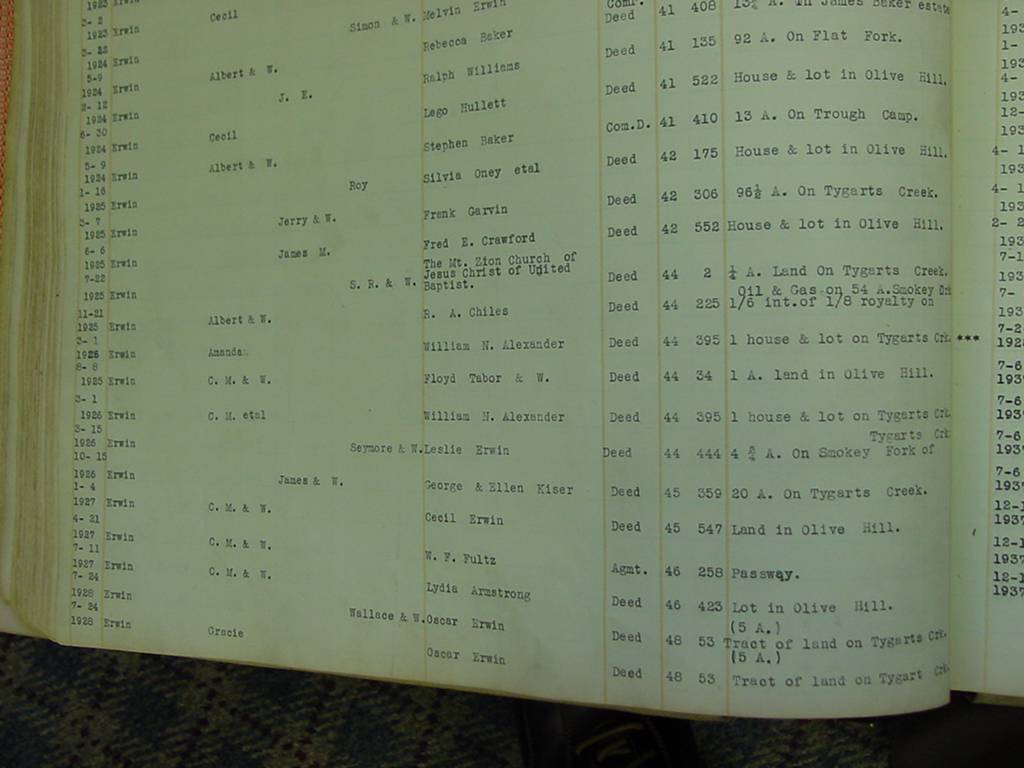 1923 Erwin Cecil Simon & W. Melvin Erwin Deed 41 408 A. in James Baker estate
3- 2
1923 Erwin Rebecca Baker Deed 41 135 92 A. On Flat Fork.
3- 22
1924 Erwin Albert & W. Ralph Williams Deed 41 522 House & lot in Olive Hill.
5-9
1924 Erwin J. E. Lego Hullett Com.D. 41 410 13 A. On Trough Camp.
2- 12
1924 Erwin Cecil Stephen Baker Deed 42 175 House & lot in Olive Hill.
6- 30
1924 Erwin Albert & W. Silvia Oney etal Deed 42 306 96½ A. On Tygarts Creek.
5- 9
1924 Erwin Roy Frank Garvin Deed 42 552 House & lot in Olive Hill.
1- 16
1925 Erwin Jerry & W. Fred E. Crawford Deed 44 2 ¼ A. Land On Tygarts Creek.
3- 7
1925 Erwin James M. The Mt. Zion Church of
Jesus Christ of United
Baptist.
6- 6
1925 Erwin S. R. & W. Deed 44 225 Oil & Gas on 54 A.Smokey
1/6 int.of 1/8 royalty on
7-22
1925 Erwin Albert & W. R. A. Chiles
11-21
1925 Erwin Amanda William N. Alexander Deed 44 395 1 house & lot on Tygarts Crk. ***
3- 1
1926 Erwin C. M. & W. Floyd Tabor & W. Deed 44 34 1 A. land in Olive Hill.
8- 8
1925 Erwin C. M. etal William N. Alexander Deed 44 395 1 house & lot on Tygarts Crk.
3- 1
1926 Erwin Seymore & W. Leslie Erwin Deed 44 444 Tygarts Crk
4 ¾ A. On Smokey Fork of
3- 15
1926 Erwin James & W. George & Ellen Kiser Deed 45 359 20 A. On Tygarts Creek.
10- 15
1926 Erwin C. M. & W. Cecil Erwin Deed 45 547 Land in Olive Hill.
1- 4
1927 Erwin C. M. & W. W. F. Fultz Agmt. 46 258 Passway.
4- 21
1927 Erwin C. M. & W. Lydia Armstrong Deed 46 423 Lot in Olive Hill.
7- 11
1927 Erwin Wallace & W. Oscar Erwin Deed 48 53 (5 A.)
Tract of land on Tygarts Crk.
7- 24
1928 Erwin Gracie Oscar Erwin Deed 48 53 (5 A.)
Tract of land on Tygart Crk.
7- 24
1928 Erwin